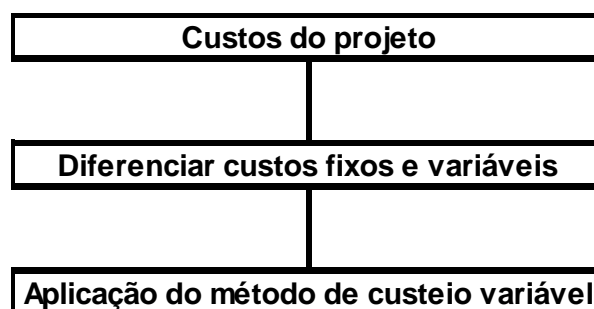 Custos do projeto
Diferenciar custos fixos e variáveis
Aplicação do método de custeio variável